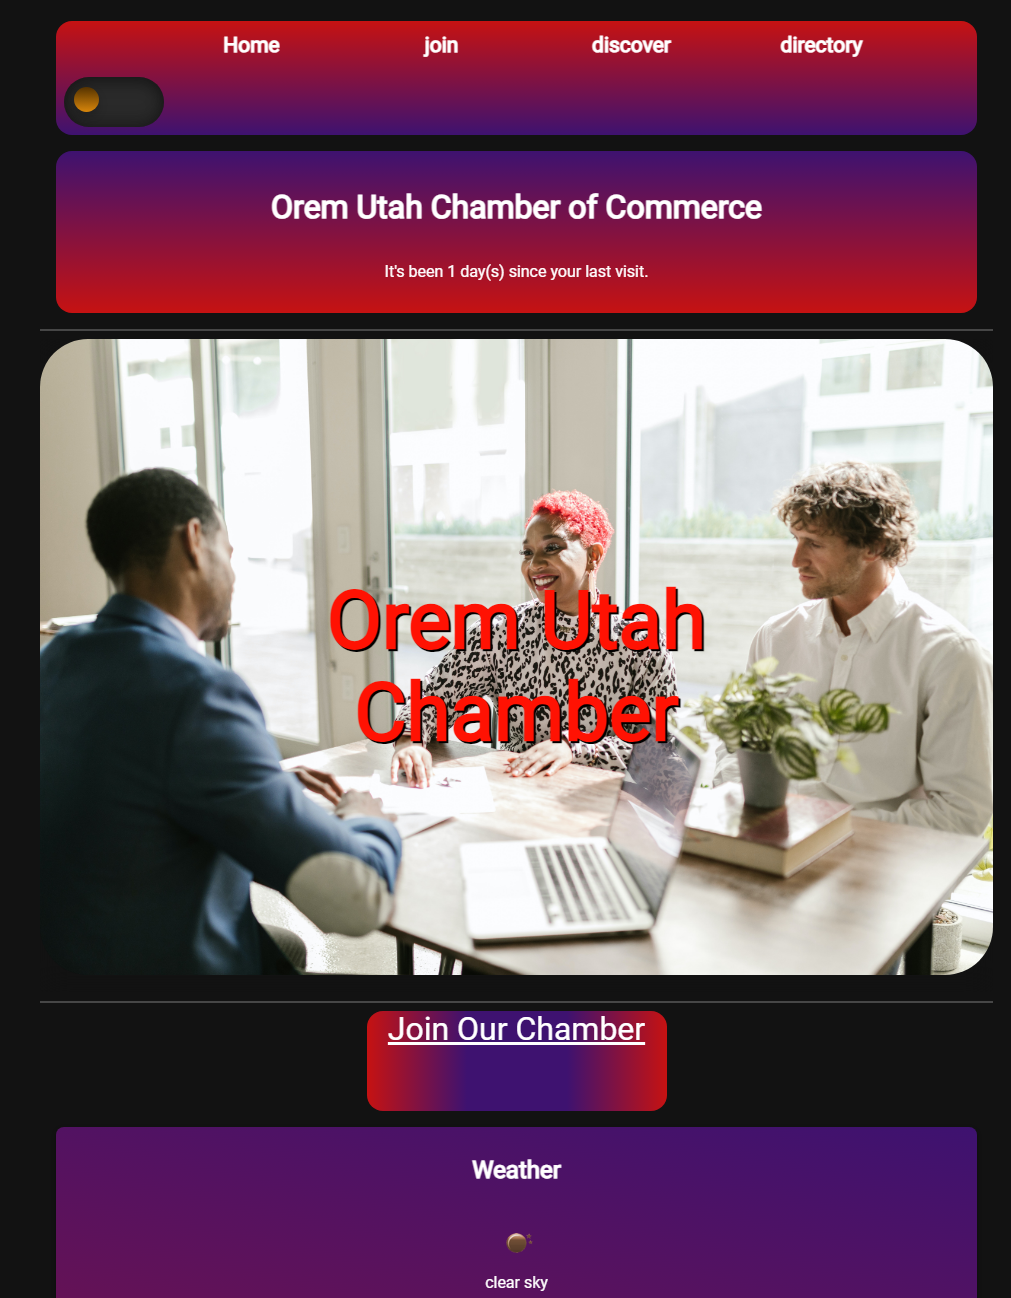 Home join discover directory
Orem Utah Chamber of Commerce
It's been 1 day(s) since your last visit.
Orem Utah
Chamber
Join Our Chamber
Weather
clear sky